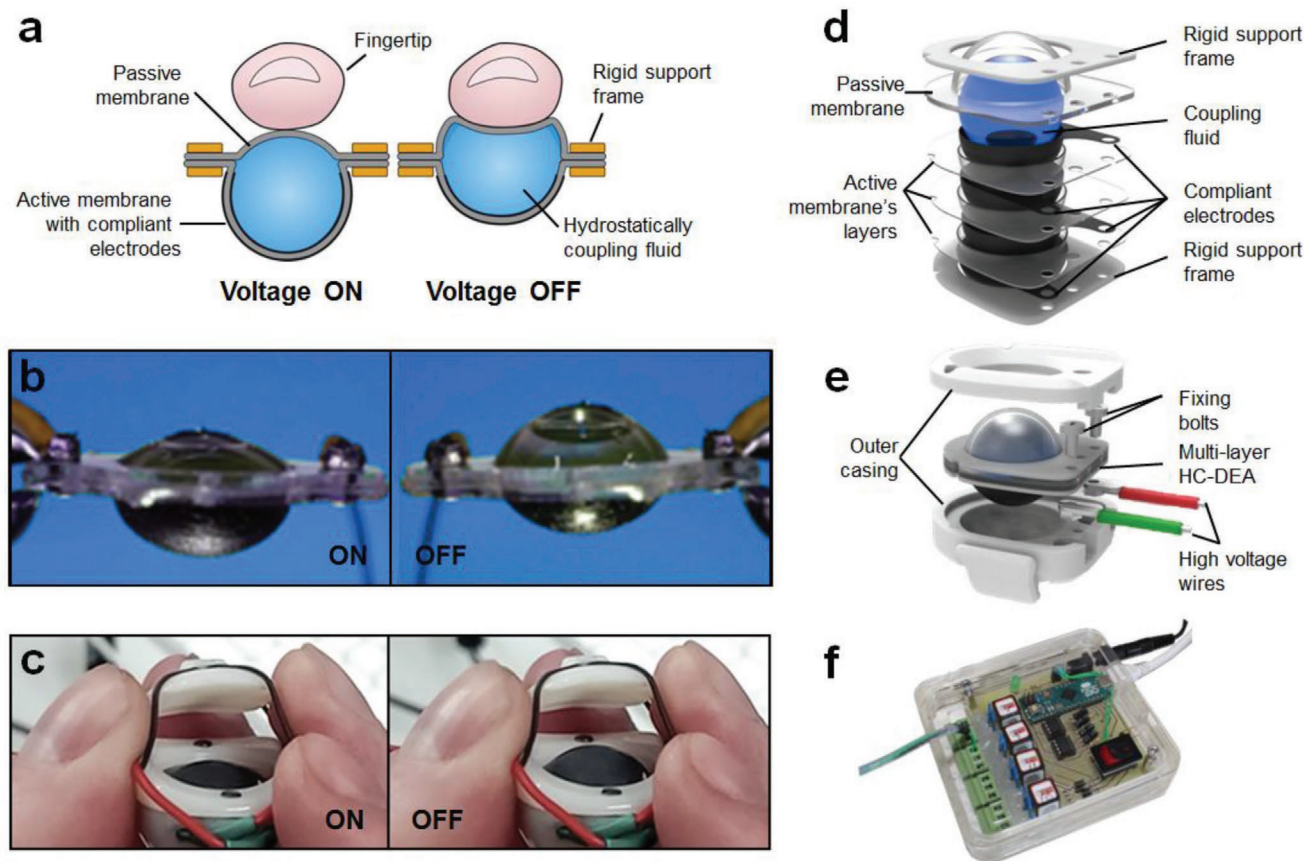 a
Fingertip
Passive
membrane
Rigid support
frame
Active membrane
with compliant
electrodes
Hydrostatically
coupling fluid
Voltage ON
Voltage OFF
b
ON
OFF
c
ON
OFF
d
Rigid support
frame
Passive
membrane
Coupling
fluid
Active
membrane's
layers
Compliant
electrodes
Rigid support
frame
e
Fixing
bolts
Outer
casing
Multi-layer
HC-DEA
High voltage
wires
f